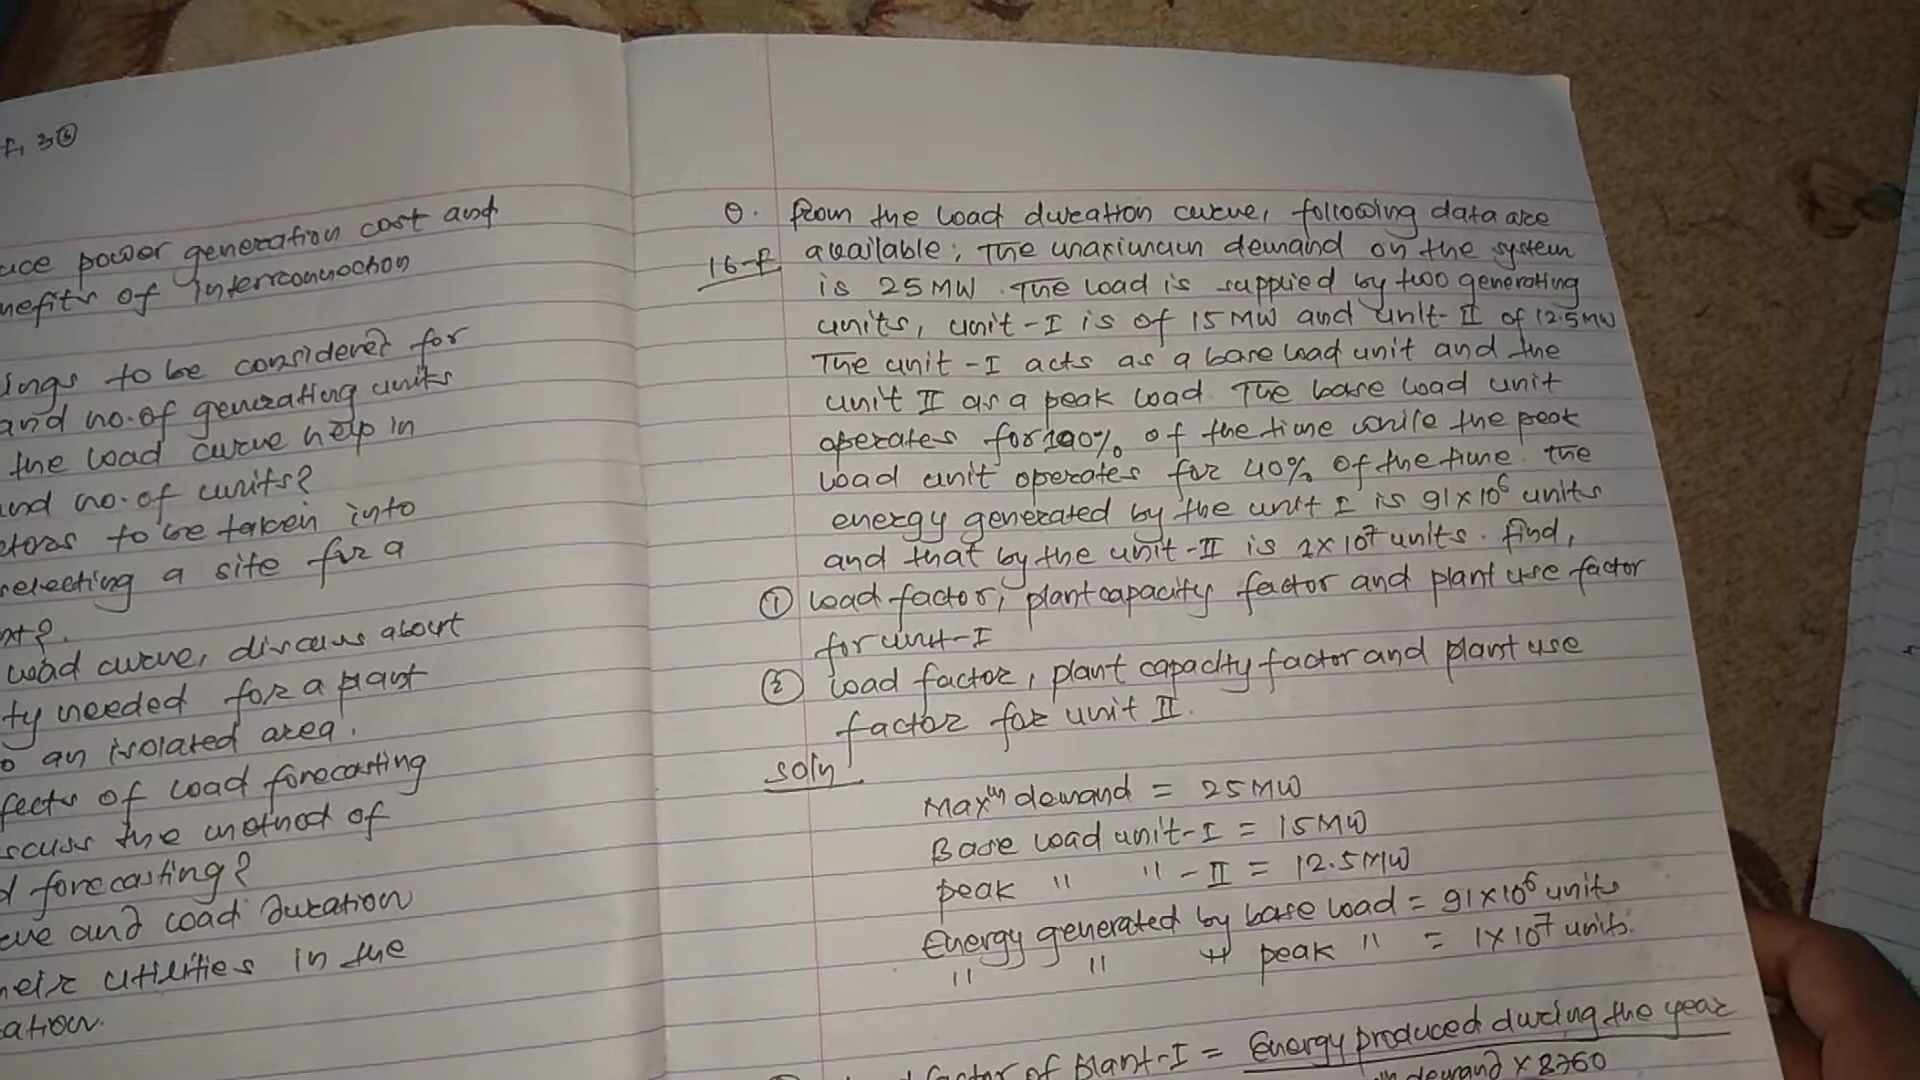 F, 3⑥
uce power generation cost and
nefits of interconnection
ings to be considered for
and no. of generating units
the load curve help in
and no. of units?
ctors to be taken into
selecting a site for a
nt?
load curve, discuss about
ty needed for a plant
o an isolated area.
fects of load forecasting
scuss the method of
d forecasting?
ve and load duration
heir utilities in the
ation.
Q. From the load duration curve, following data are
16-F available; The maximum demand on the system
is 25 MW. The load is supplied by two generating
units, unit-I is of 15 MW and unit-II of 12.5 MW
The unit-I acts as a base load unit and the
unit II as a peak load. The base load unit
operates for 100% of the time while the peak
load unit operates for 40% of the time. The
energy generated by the unit I is 91×10⁶ units
and that by the unit-II is 1×10⁷ units. find,
① load factor, plant capacity factor and plant use factor
for unit-I
② load factor, plant capacity factor and plant use
factor for unit II.
Soln
Maxᵐ demand = 25 MW
Base load unit-I = 15 MW
peak " " -II = 12.5 MW
Energy generated by base load = 91×10⁶ units
" " " peak " = 1×10⁷ units.
factor of Plant-I = Energy produced during the year
demand × 8760